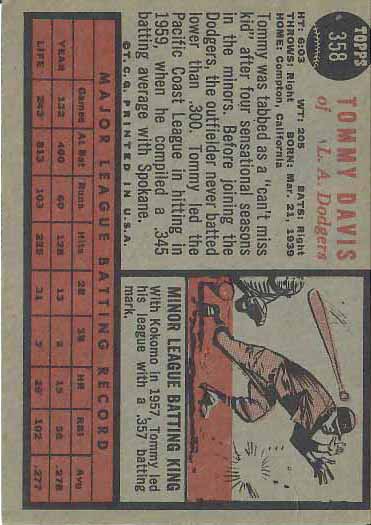 TOPPS
358
TOMMY DAVIS
of L. A. Dodgers
HT: 6:03 WT: 205 BATS: Right
THROWS: Right BORN: Mar. 21, 1939
HOME: Compton, California
Tommy was tabbed as a "can't miss
kid" after four sensational seasons
in the minors. Before joining the
Dodgers, the outfielder never batted
lower than .300. Tommy led the
Pacific Coast League in hitting in
1959, when he compiled a .345
batting average with Spokane.
©T.C.G. PRINTED IN U.S.A.
MINOR LEAGUE BATTING KING
With Kokomo in 1957, Tommy led
his league with a .357 batting
mark.
MAJOR LEAGUE BATTING RECORD
Games At Bat Runs Hits 2B 3B HR RBI Avg
YEAR 132 460 60 128 13 2 15 58 .278
LIFE 243 813 103 225 31 3 26 102 .277